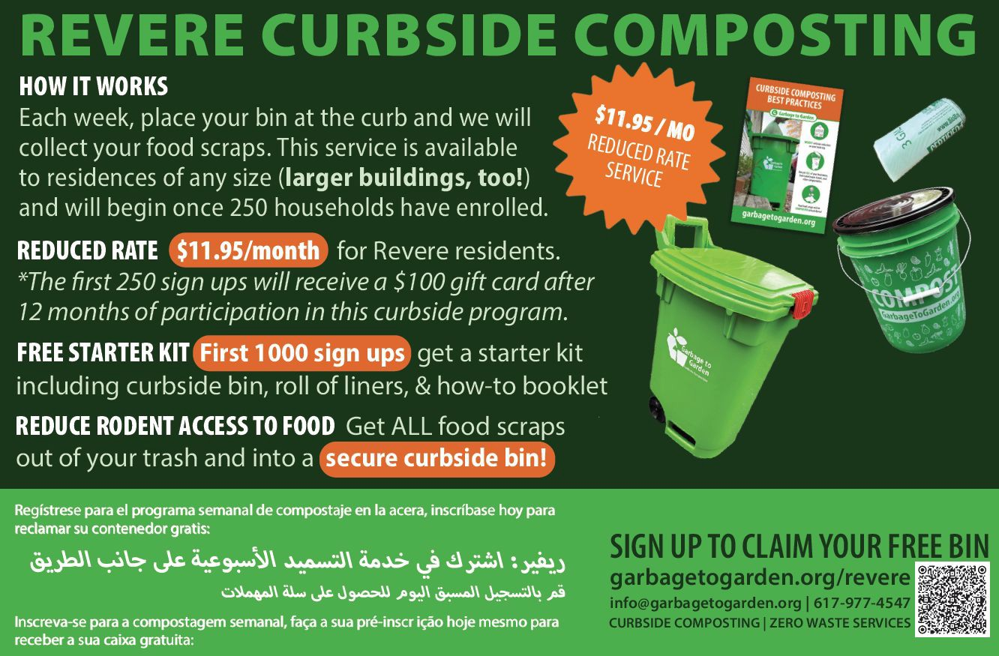 REVERE CURBSIDE COMPOSTING
HOW IT WORKS
Each week, place your bin at the curb and we will
collect your food scraps. This service is available
to residences of any size (larger buildings, too!)
and will begin once 250 households have enrolled.
REDUCED RATE $11.95/month for Revere residents.
*The first 250 sign ups will receive a $100 gift card after
12 months of participation in this curbside program.
FREE STARTER KIT First 1000 sign ups get a starter kit
including curbside bin, roll of liners, & how-to booklet
REDUCE RODENT ACCESS TO FOOD Get ALL food scraps
out of your trash and into a secure curbside bin!
$11.95 / MO
REDUCED RATE
SERVICE
CURBSIDE COMPOSTING
BEST PRACTICES
Garbage to Garden
garbagetogarden.org
COMPOST
GarbageToGarden.org
Garbage to
Garden
Regístrese para el programa semanal de compostaje en la acera, inscríbase hoy para
reclamar su contenedor gratis:
ريفير: اشترك في خدمة التسميد الأسبوعية على جانب الطريق
قم بالتسجيل المسبق اليوم للحصول على سلة المهملات
Inscreva-se para a compostagem semanal, faça a sua pré-inscr ição hoje mesmo para
receber a sua caixa gratuita:
SIGN UP TO CLAIM YOUR FREE BIN
garbagetogarden.org/revere
info@garbagetogarden.org | 617-977-4547
CURBSIDE COMPOSTING | ZERO WASTE SERVICES